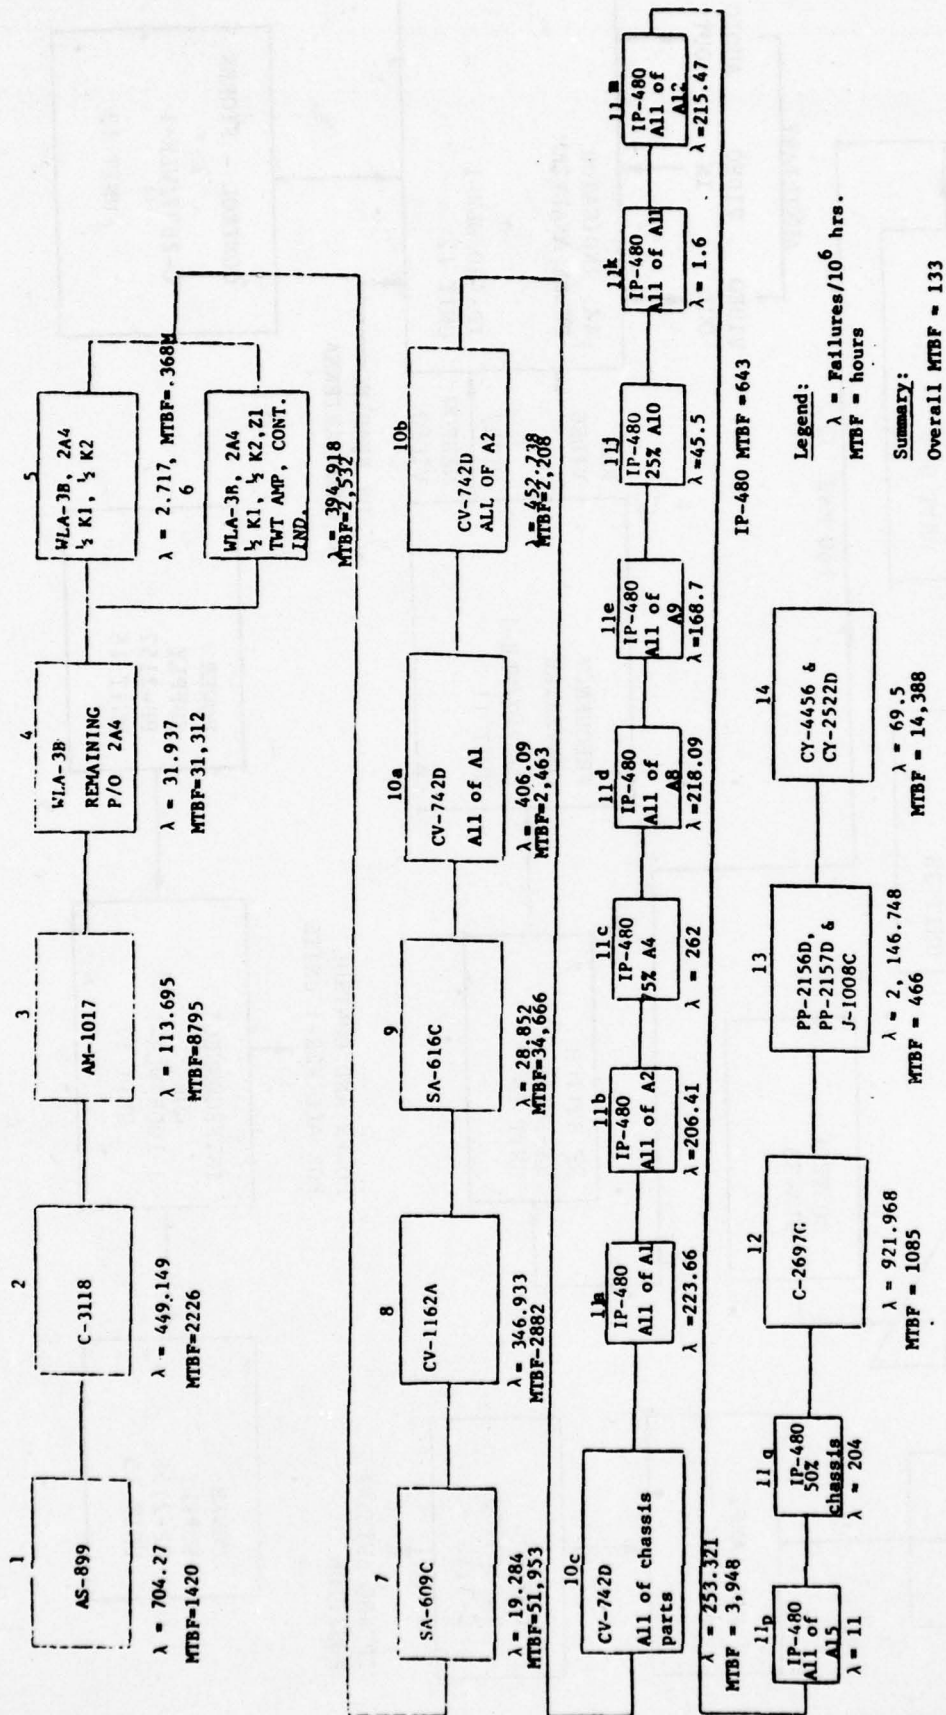 1
AS-899
λ = 704.27
MTBF=1420
2
C-3118
λ = 449.149
MTBF=2226
3
AM-1017
λ = 113.695
MTBF=8795
4
WLA-3B
REMAINING
P/O 2A4
λ = 31.937
MTBF=31,312
5
WLA-3B, 2A4
½ K1, ½ K2
λ = 2.717, MTBF=.368M
6
WLA-3B, 2A4
½ K1, ½ K2,Z1
TWT AMP, CONT.
IND.
λ = 394.918
MTBF=2,532
7
SA-609C
λ = 19.284
MTBF=51,953
8
CV-1162A
λ = 346.933
MTBF-2882
9
SA-616C
λ = 28,852
MTBF=34,666
10a
CV-742D
All of A1
λ = 406.09
MTBF=2,463
10b
CV-742D
ALL OF A2
λ = 452.738
MTBF=2,208
10c
CV-742D
All of chassis
parts
λ = 253.321
MTBF = 3,948
11a
IP-480
All of A1
λ =223.66
11b
IP-480
All of A2
λ =206.41
11c
IP-480
75% A4
λ = 262
11d
IP-480
All of
A8
λ =218.09
11e
IP-480
All of
A9
λ =168.7
11j
IP-480
25% A10
λ =45.5
11k
IP-480
All of A11
λ = 1.6
11m
IP-480
All of
A12
λ =215.47
IP-480 MTBF =643
11p
IP-480
All of
A15
λ = 11
11q
IP-480
50%
chassis
λ = 204
12
C-2697C
λ = 921.968
MTBF = 1085
13
PP-2156D,
PP-2157D &
J-1008C
λ = 2, 146.748
MTBF = 466
14
CY-4456 &
CY-2522D
λ = 69.5
MTBF = 14,388
Legend:
λ = Failures/10⁶ hrs.
MTBF = hours
Summary:
Overall MTBF = 133